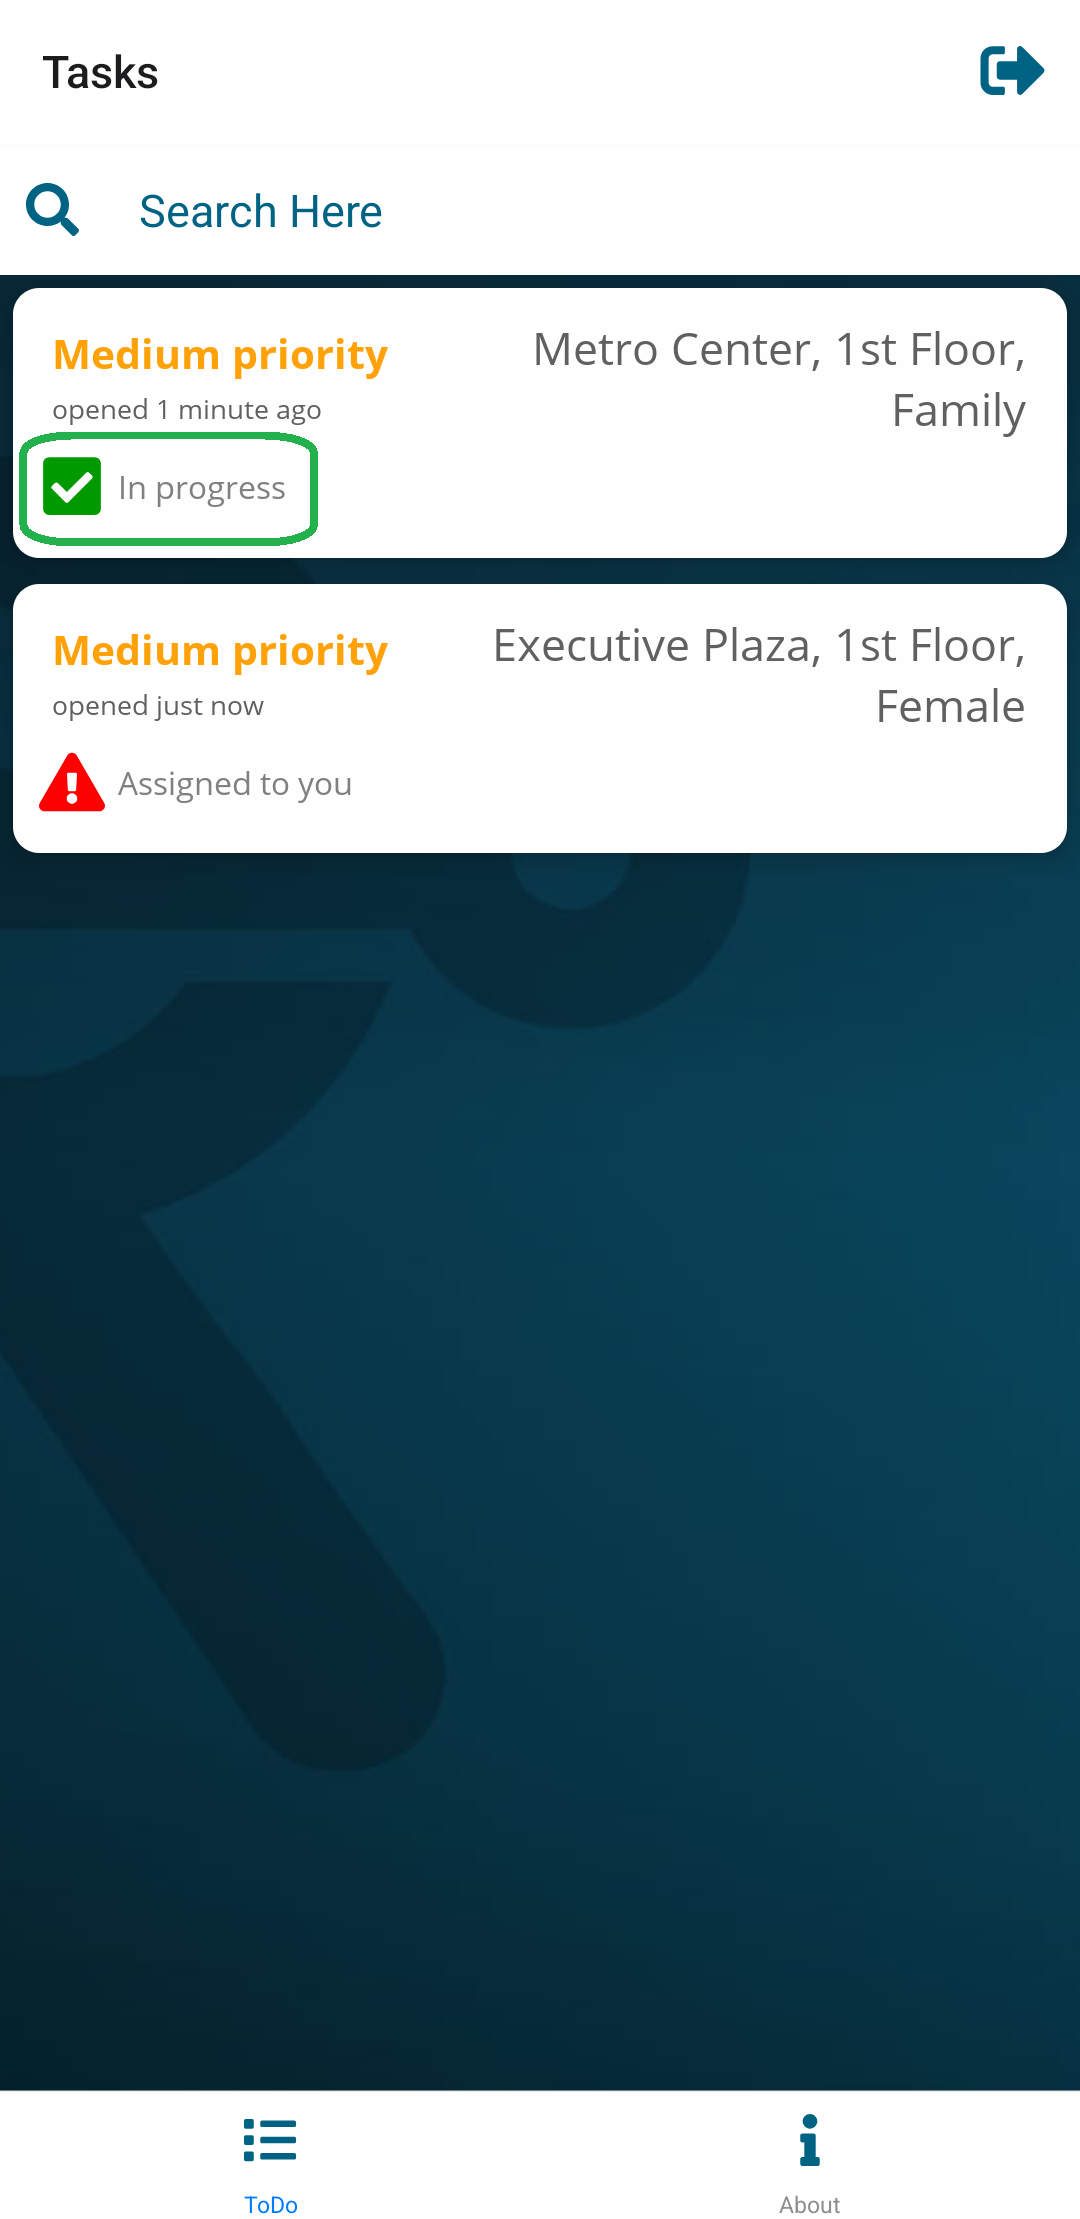 Tasks
Search Here
Medium priority
Metro Center, 1st Floor,
Family
opened 1 minute ago
In progress
Medium priority
Executive Plaza, 1st Floor,
Female
opened just now
Assigned to you
ToDo
About